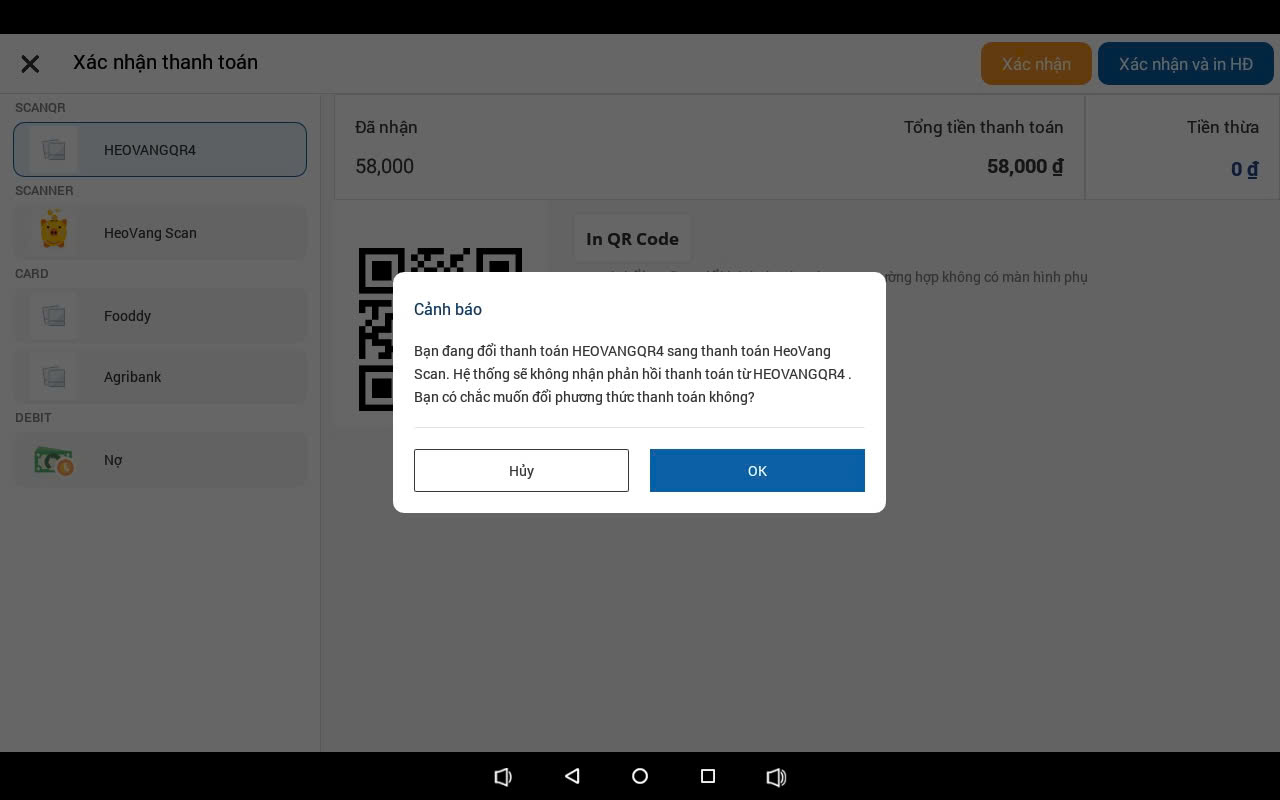 Xác nhận thanh toán
Xác nhận
Xác nhận và in HĐ
SCANQR
HEOVANGQR4
SCANNER
HeoVang Scan
CARD
Fooddy
Agribank
DEBIT
Nợ
Đã nhận
58,000
Tổng tiền thanh toán
58,000 ₫
Tiền thừa
0 ₫
In QR Code
ường hợp không có màn hình phụ
Cảnh báo
Bạn đang đổi thanh toán HEOVANGQR4 sang thanh toán HeoVang
Scan. Hệ thống sẽ không nhận phản hồi thanh toán từ HEOVANGQR4 .
Bạn có chắc muốn đổi phương thức thanh toán không?
Hủy
OK